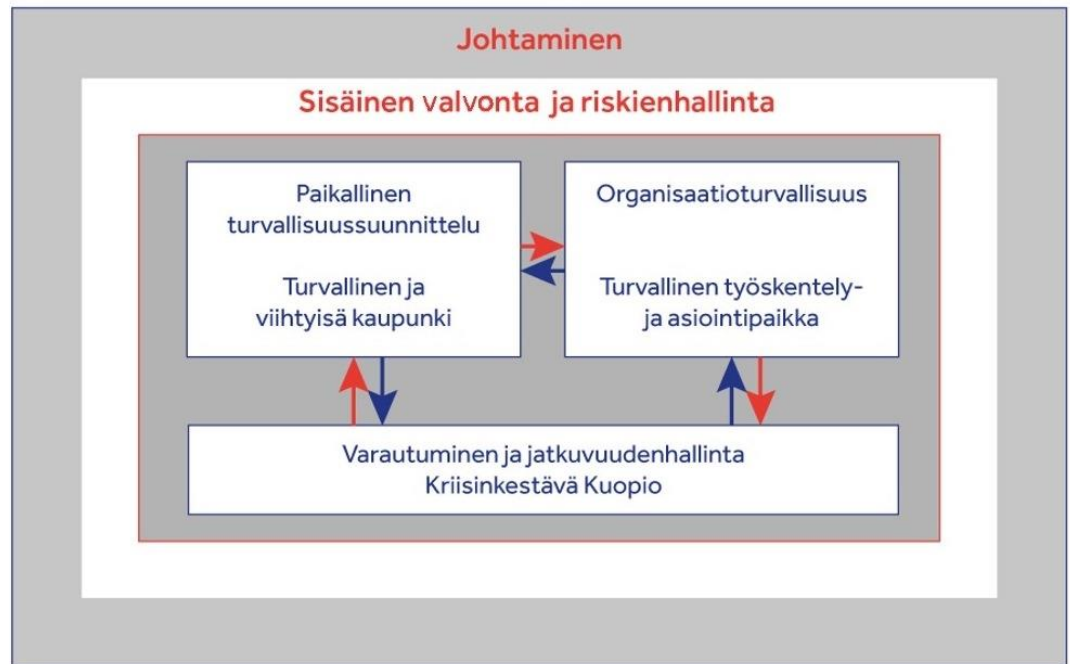 Johtaminen
Sisäinen valvonta ja riskienhallinta
Paikallinen
turvallisuussuunnittelu
Turvallinen ja
viihtyisä kaupunki
Organisaatioturvallisuus
Turvallinen työskentely-
ja asiointipaikka
Varautuminen ja jatkuvuudenhallinta
Kriisinkestävä Kuopio